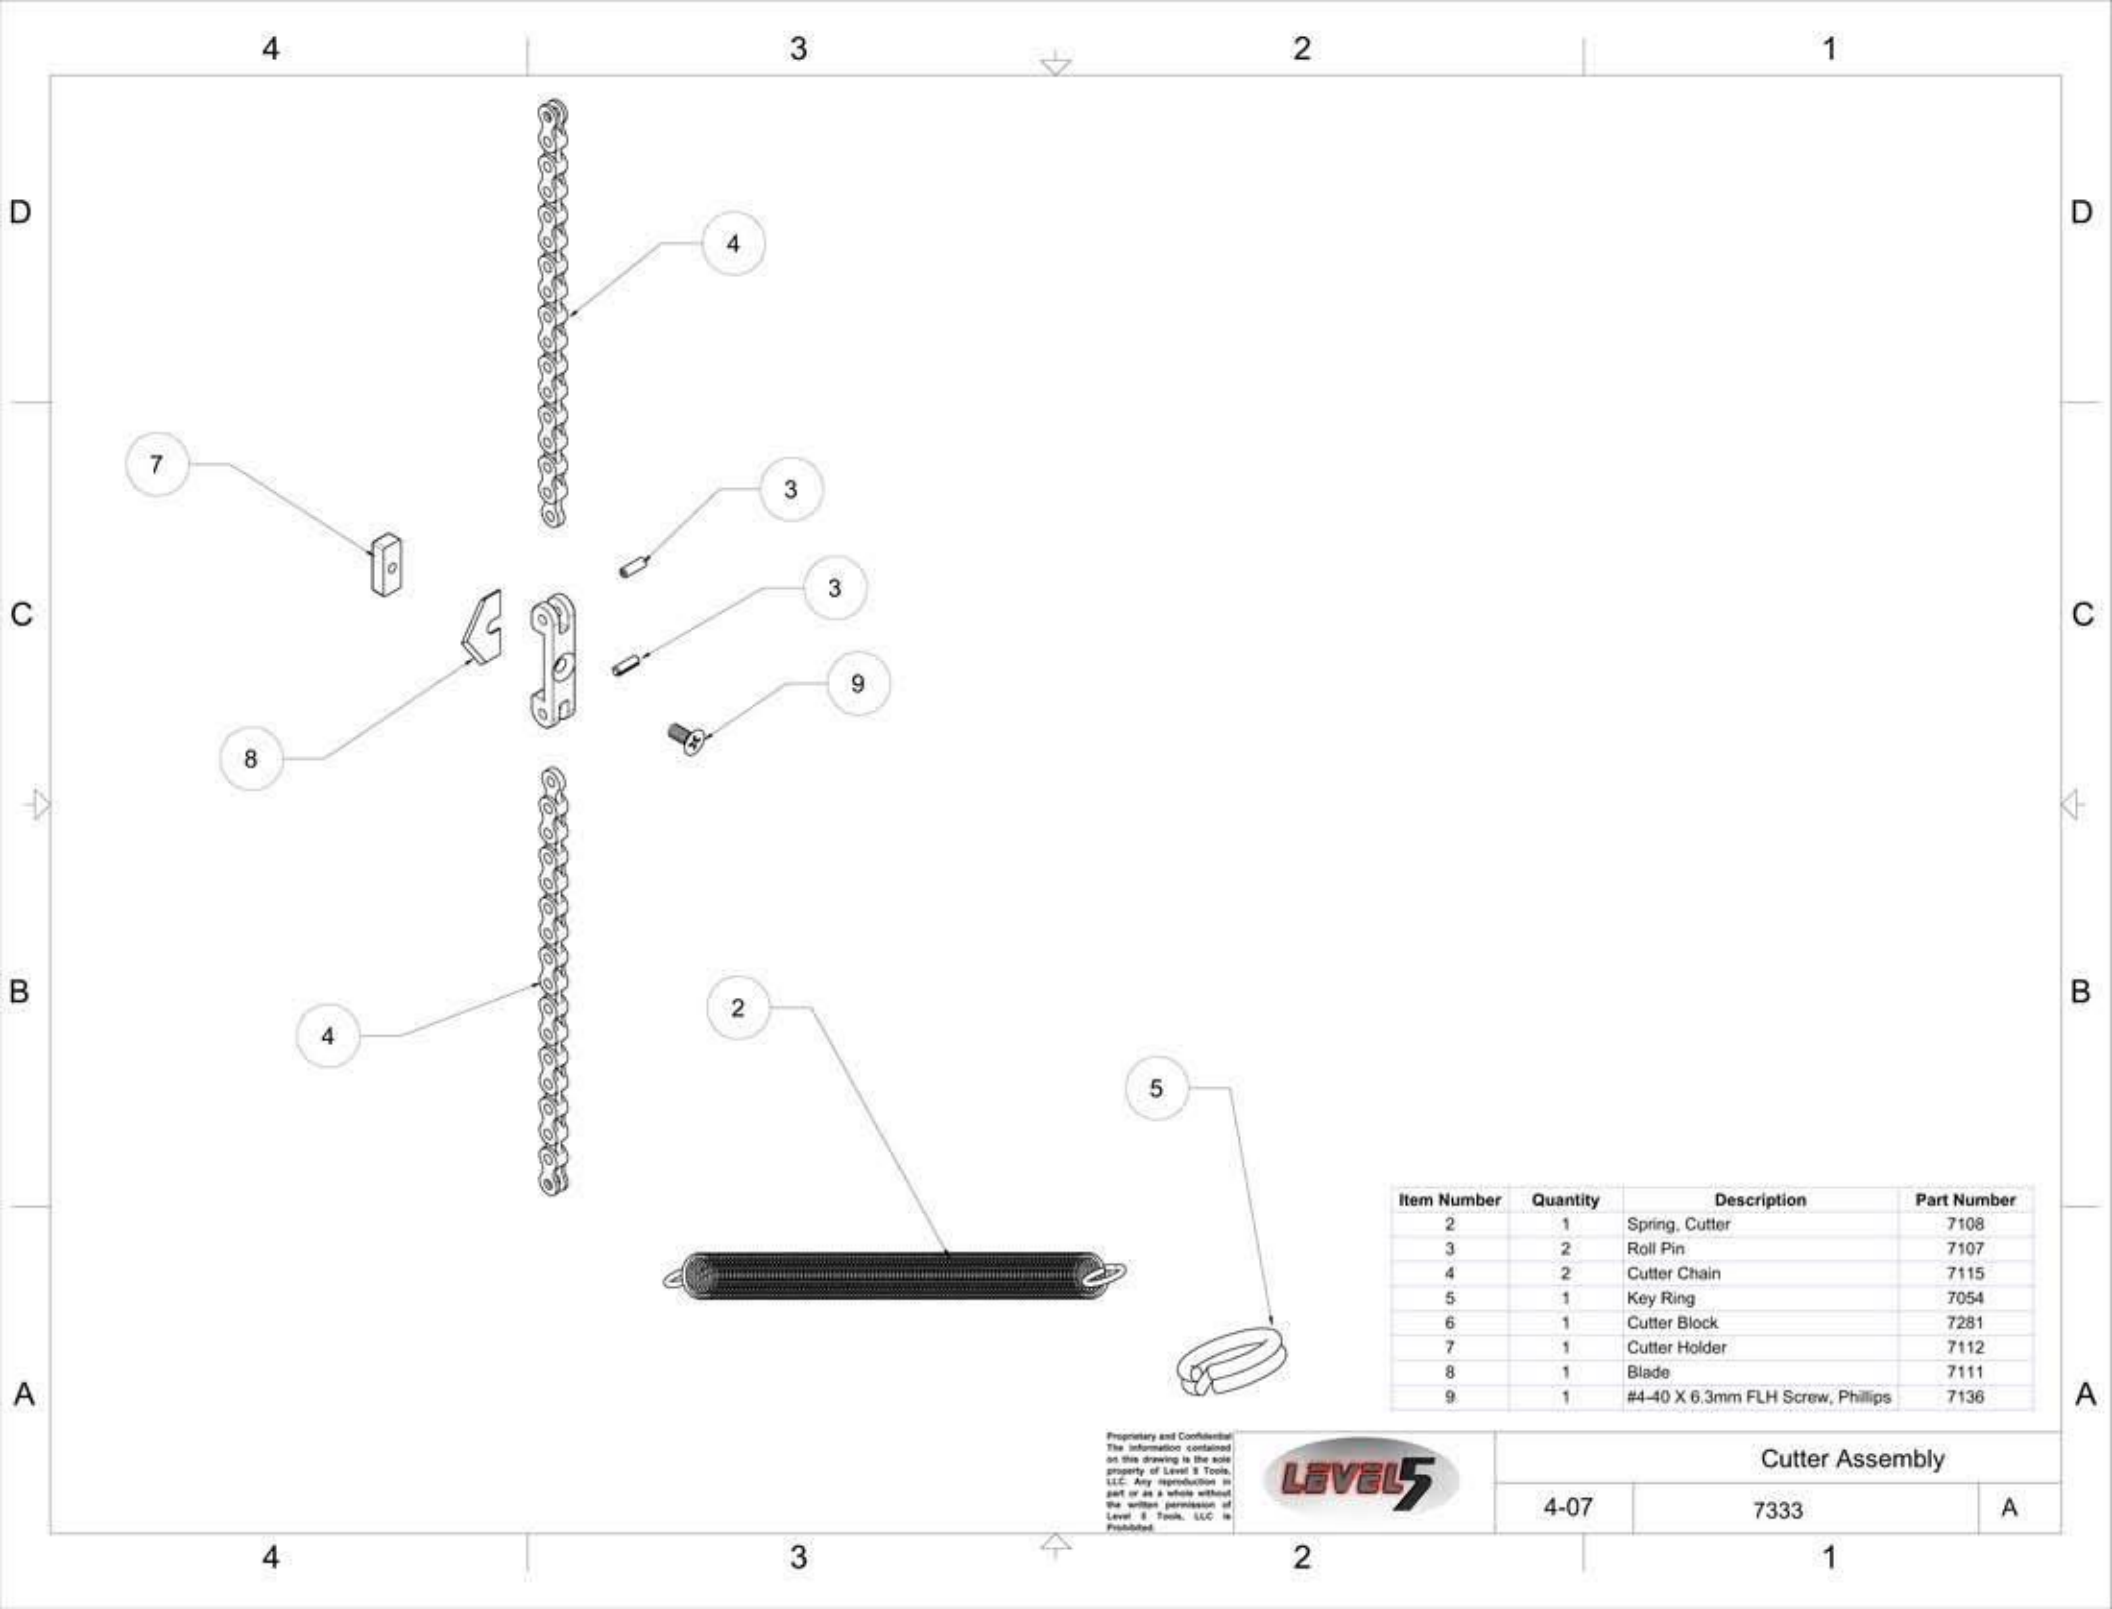 4 3 2 1
D D
4
7
3
3
C C
9
8
B B
2
4
5
Item Number Quantity Description Part Number
2 1 Spring, Cutter 7108
3 2 Roll Pin 7107
4 2 Cutter Chain 7115
5 1 Key Ring 7054
6 1 Cutter Block 7281
7 1 Cutter Holder 7112
8 1 Blade 7111
9 1 #4-40 X 6.3mm FLH Screw, Phillips 7136
A A
Proprietary and Confidential
The information contained
on this drawing is the sole
property of Level 5 Tools,
LLC. Any reproduction in
part or as a whole without
the written permission of
Level 5 Tools, LLC is
Prohibited.
LEVEL5
Cutter Assembly
4-07 7333 A
4 3 2 1